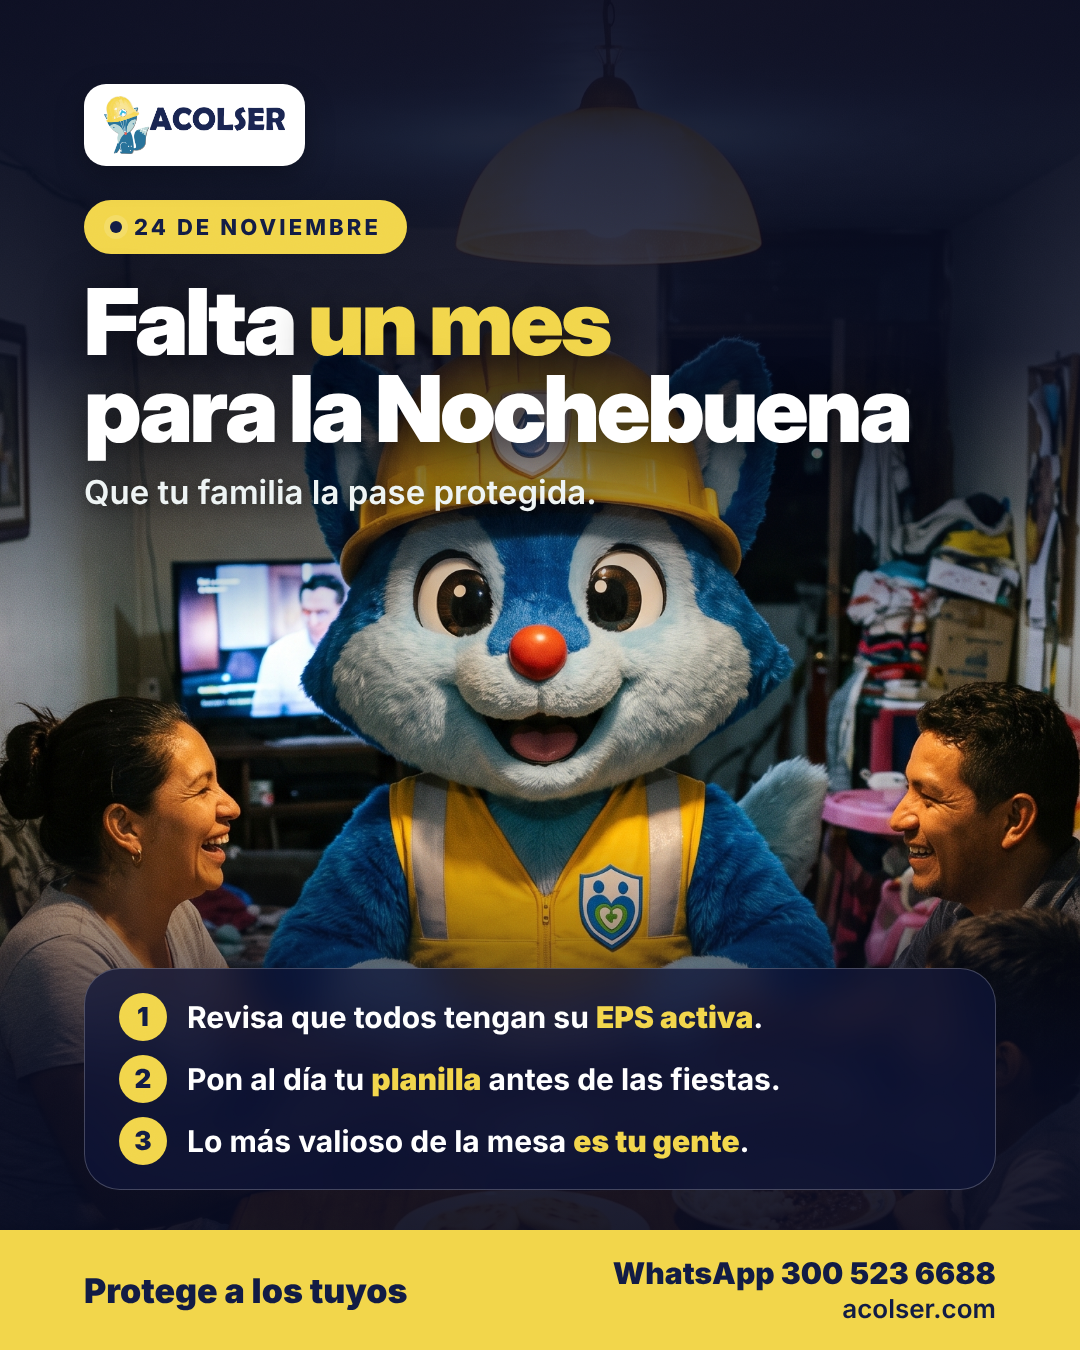 ACOLSER
24 DE NOVIEMBRE
Falta un mes
para la Nochebuena
Que tu familia la pase protegida.
1 Revisa que todos tengan su EPS activa.
2 Pon al día tu planilla antes de las fiestas.
3 Lo más valioso de la mesa es tu gente.
Protege a los tuyos
WhatsApp 300 523 6688
acolser.com